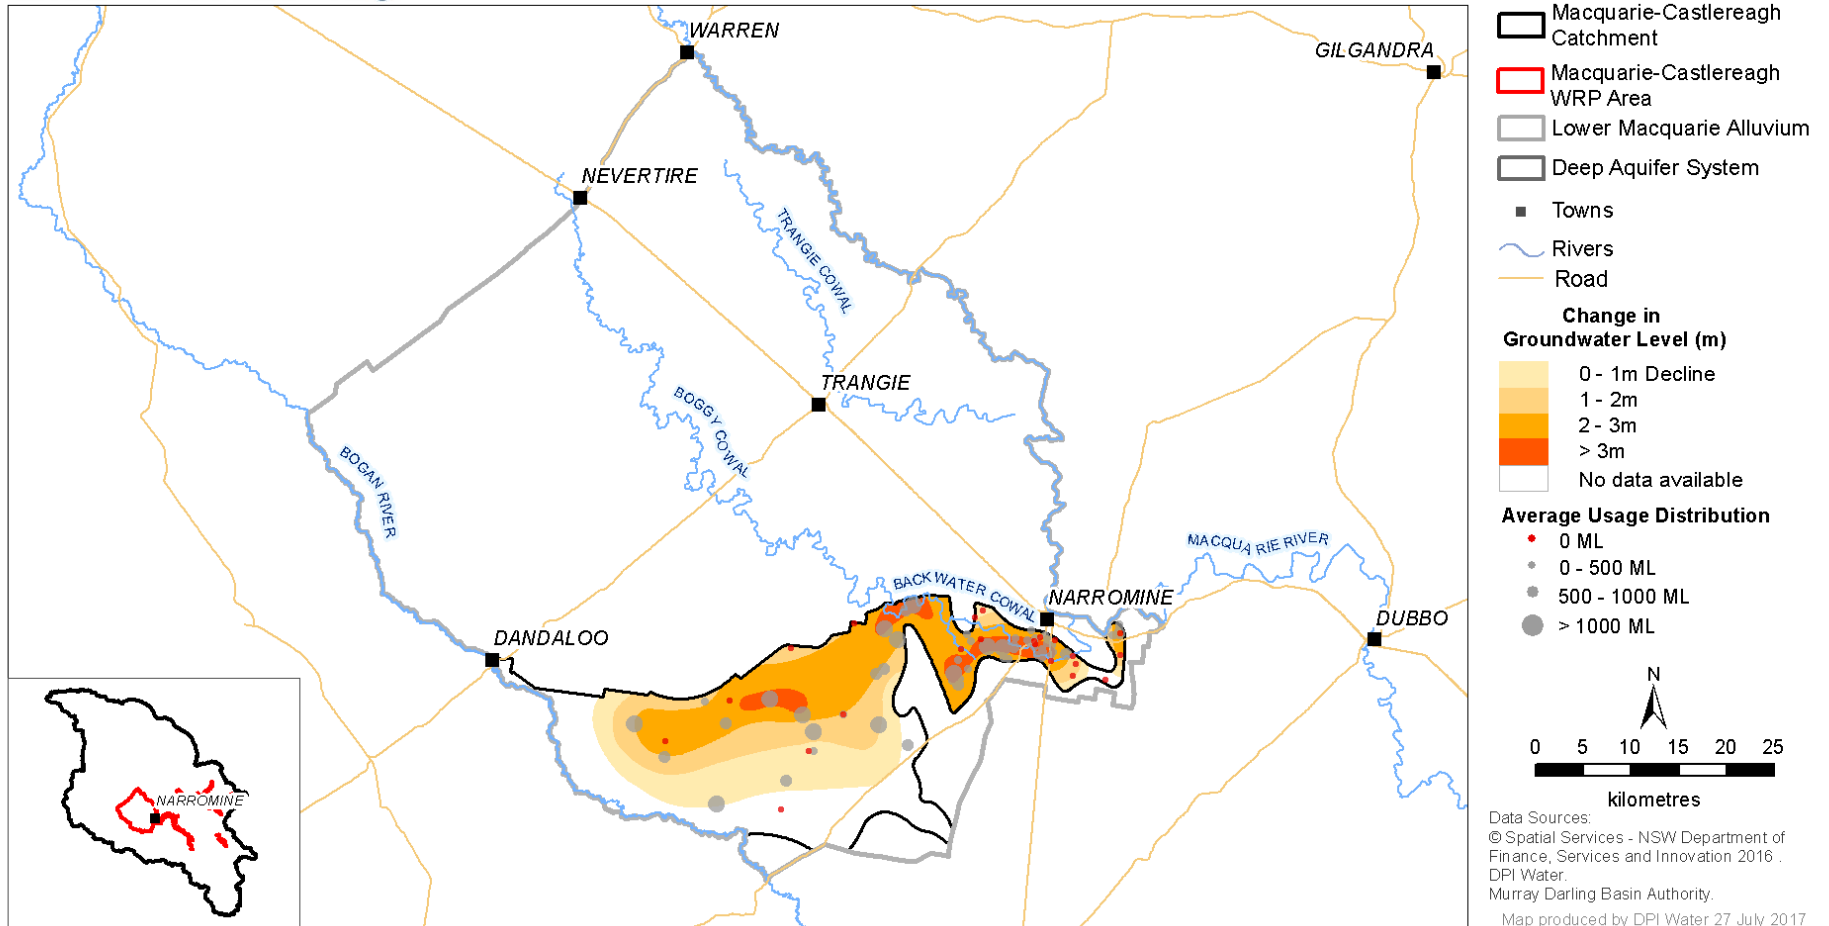 WARREN
GILGANDRA
NEVERTIRE
TRANGIE COWAL
TRANGIE
BOGGY COWAL
BOGAN RIVER
MACQUARIE RIVER
BACKWATER COWAL
NARROMINE
DUBBO
DANDALOO
NARROMINE
Macquarie-Castlereagh
Catchment
Macquarie-Castlereagh
WRP Area
Lower Macquarie Alluvium
Deep Aquifer System
Towns
Rivers
Road
Change in
Groundwater Level (m)
0 - 1m Decline
1 - 2m
2 - 3m
> 3m
No data available
Average Usage Distribution
0 ML
0 - 500 ML
500 - 1000 ML
> 1000 ML
N
0 5 10 15 20 25
kilometres
Data Sources:
© Spatial Services - NSW Department of
Finance, Services and Innovation 2016 .
DPI Water.
Murray Darling Basin Authority.
Map produced by DPI Water 27 July 2017